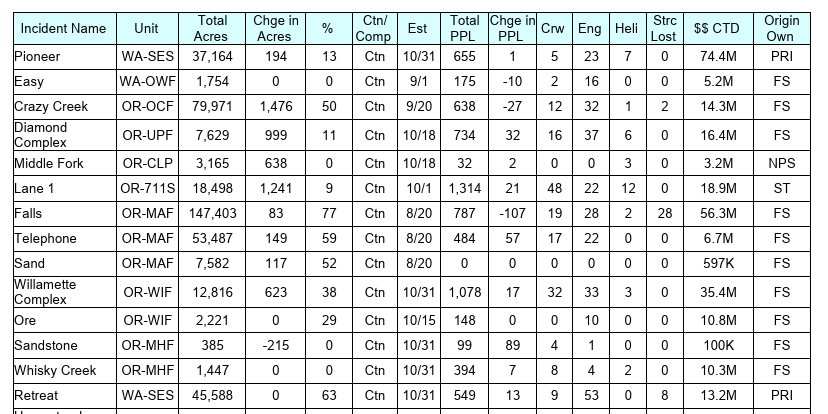 Incident Name Unit Total Acres Chge in Acres % Ctn/ Comp Est Total PPL Chge in PPL Crw Eng Heli Strc Lost $$ CTD Origin Own
Pioneer WA-SES 37,164 194 13 Ctn 10/31 655 1 5 23 7 0 74.4M PRI
Easy WA-OWF 1,754 0 0 Ctn 9/1 175 -10 2 16 0 0 5.2M FS
Crazy Creek OR-OCF 79,971 1,476 50 Ctn 9/20 638 -27 12 32 1 2 14.3M FS
Diamond Complex OR-UPF 7,629 999 11 Ctn 10/18 734 32 16 37 6 0 16.4M FS
Middle Fork OR-CLP 3,165 638 0 Ctn 10/18 32 2 0 0 3 0 3.2M NPS
Lane 1 OR-711S 18,498 1,241 9 Ctn 10/1 1,314 21 48 22 12 0 18.9M ST
Falls OR-MAF 147,403 83 77 Ctn 8/20 787 -107 19 28 2 28 56.3M FS
Telephone OR-MAF 53,487 149 59 Ctn 8/20 484 57 17 22 0 0 6.7M FS
Sand OR-MAF 7,582 117 52 Ctn 8/20 0 0 0 0 0 0 597K FS
Willamette Complex OR-WIF 12,816 623 38 Ctn 10/31 1,078 17 32 33 3 0 35.4M FS
Ore OR-WIF 2,221 0 29 Ctn 10/15 148 0 0 10 0 0 10.8M FS
Sandstone OR-MHF 385 -215 0 Ctn 10/31 99 89 4 1 0 0 100K FS
Whisky Creek OR-MHF 1,447 0 0 Ctn 10/31 394 7 8 4 2 0 10.3M FS
Retreat WA-SES 45,588 0 63 Ctn 10/31 549 13 9 53 0 8 13.2M PRI